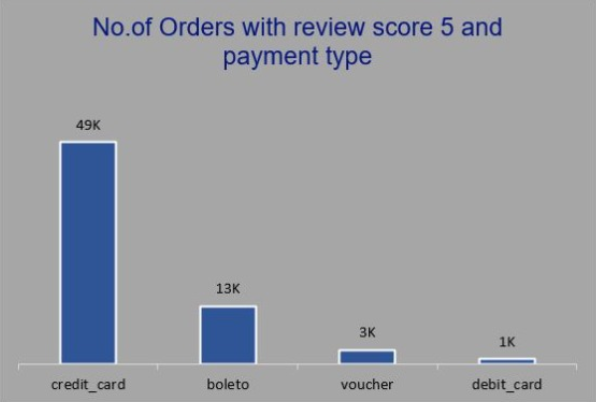 No.of Orders with review score 5 and
payment type
49K
13K
3K
1K
credit_card boleto voucher debit_card